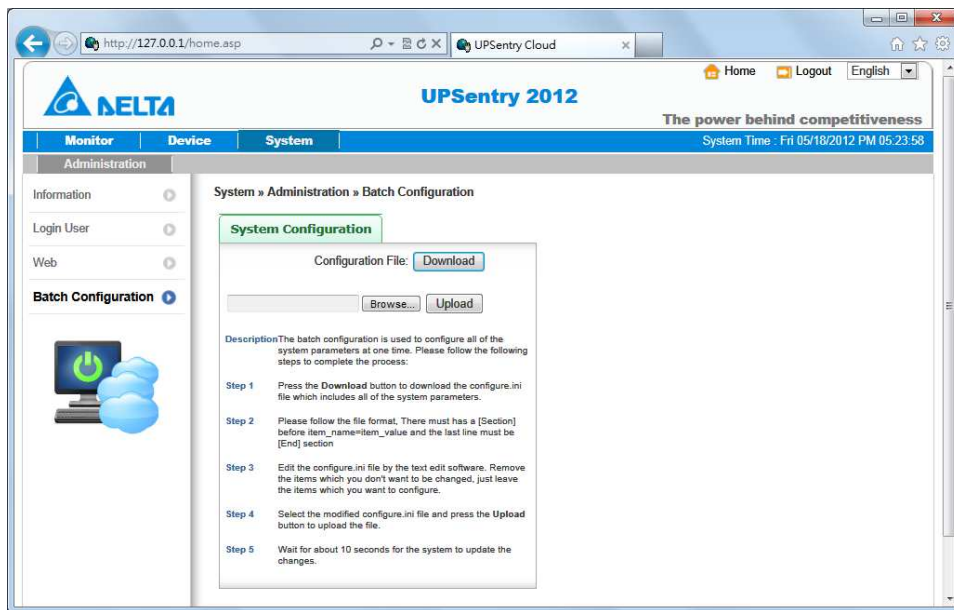 http://127.0.0.1/home.asp
UPSentry Cloud
Home Logout English
DELTA
UPSentry 2012
The power behind competitiveness
Monitor Device System System Time : Fri 05/18/2012 PM 05:23:58
Administration
Information
Login User
Web
Batch Configuration
System » Administration » Batch Configuration
System Configuration
Configuration File: Download
Browse... Upload
Description The batch configuration is used to configure all of the
system parameters at one time. Please follow the following
steps to complete the process:
Step 1 Press the Download button to download the configure.ini
file which includes all of the system parameters.
Step 2 Please follow the file format, There must has a [Section]
before item_name=item_value and the last line must be
[End] section
Step 3 Edit the configure.ini file by the text edit software. Remove
the items which you don't want to be changed, just leave
the items which you want to configure.
Step 4 Select the modified configure.ini file and press the Upload
button to upload the file.
Step 5 Wait for about 10 seconds for the system to update the
changes.